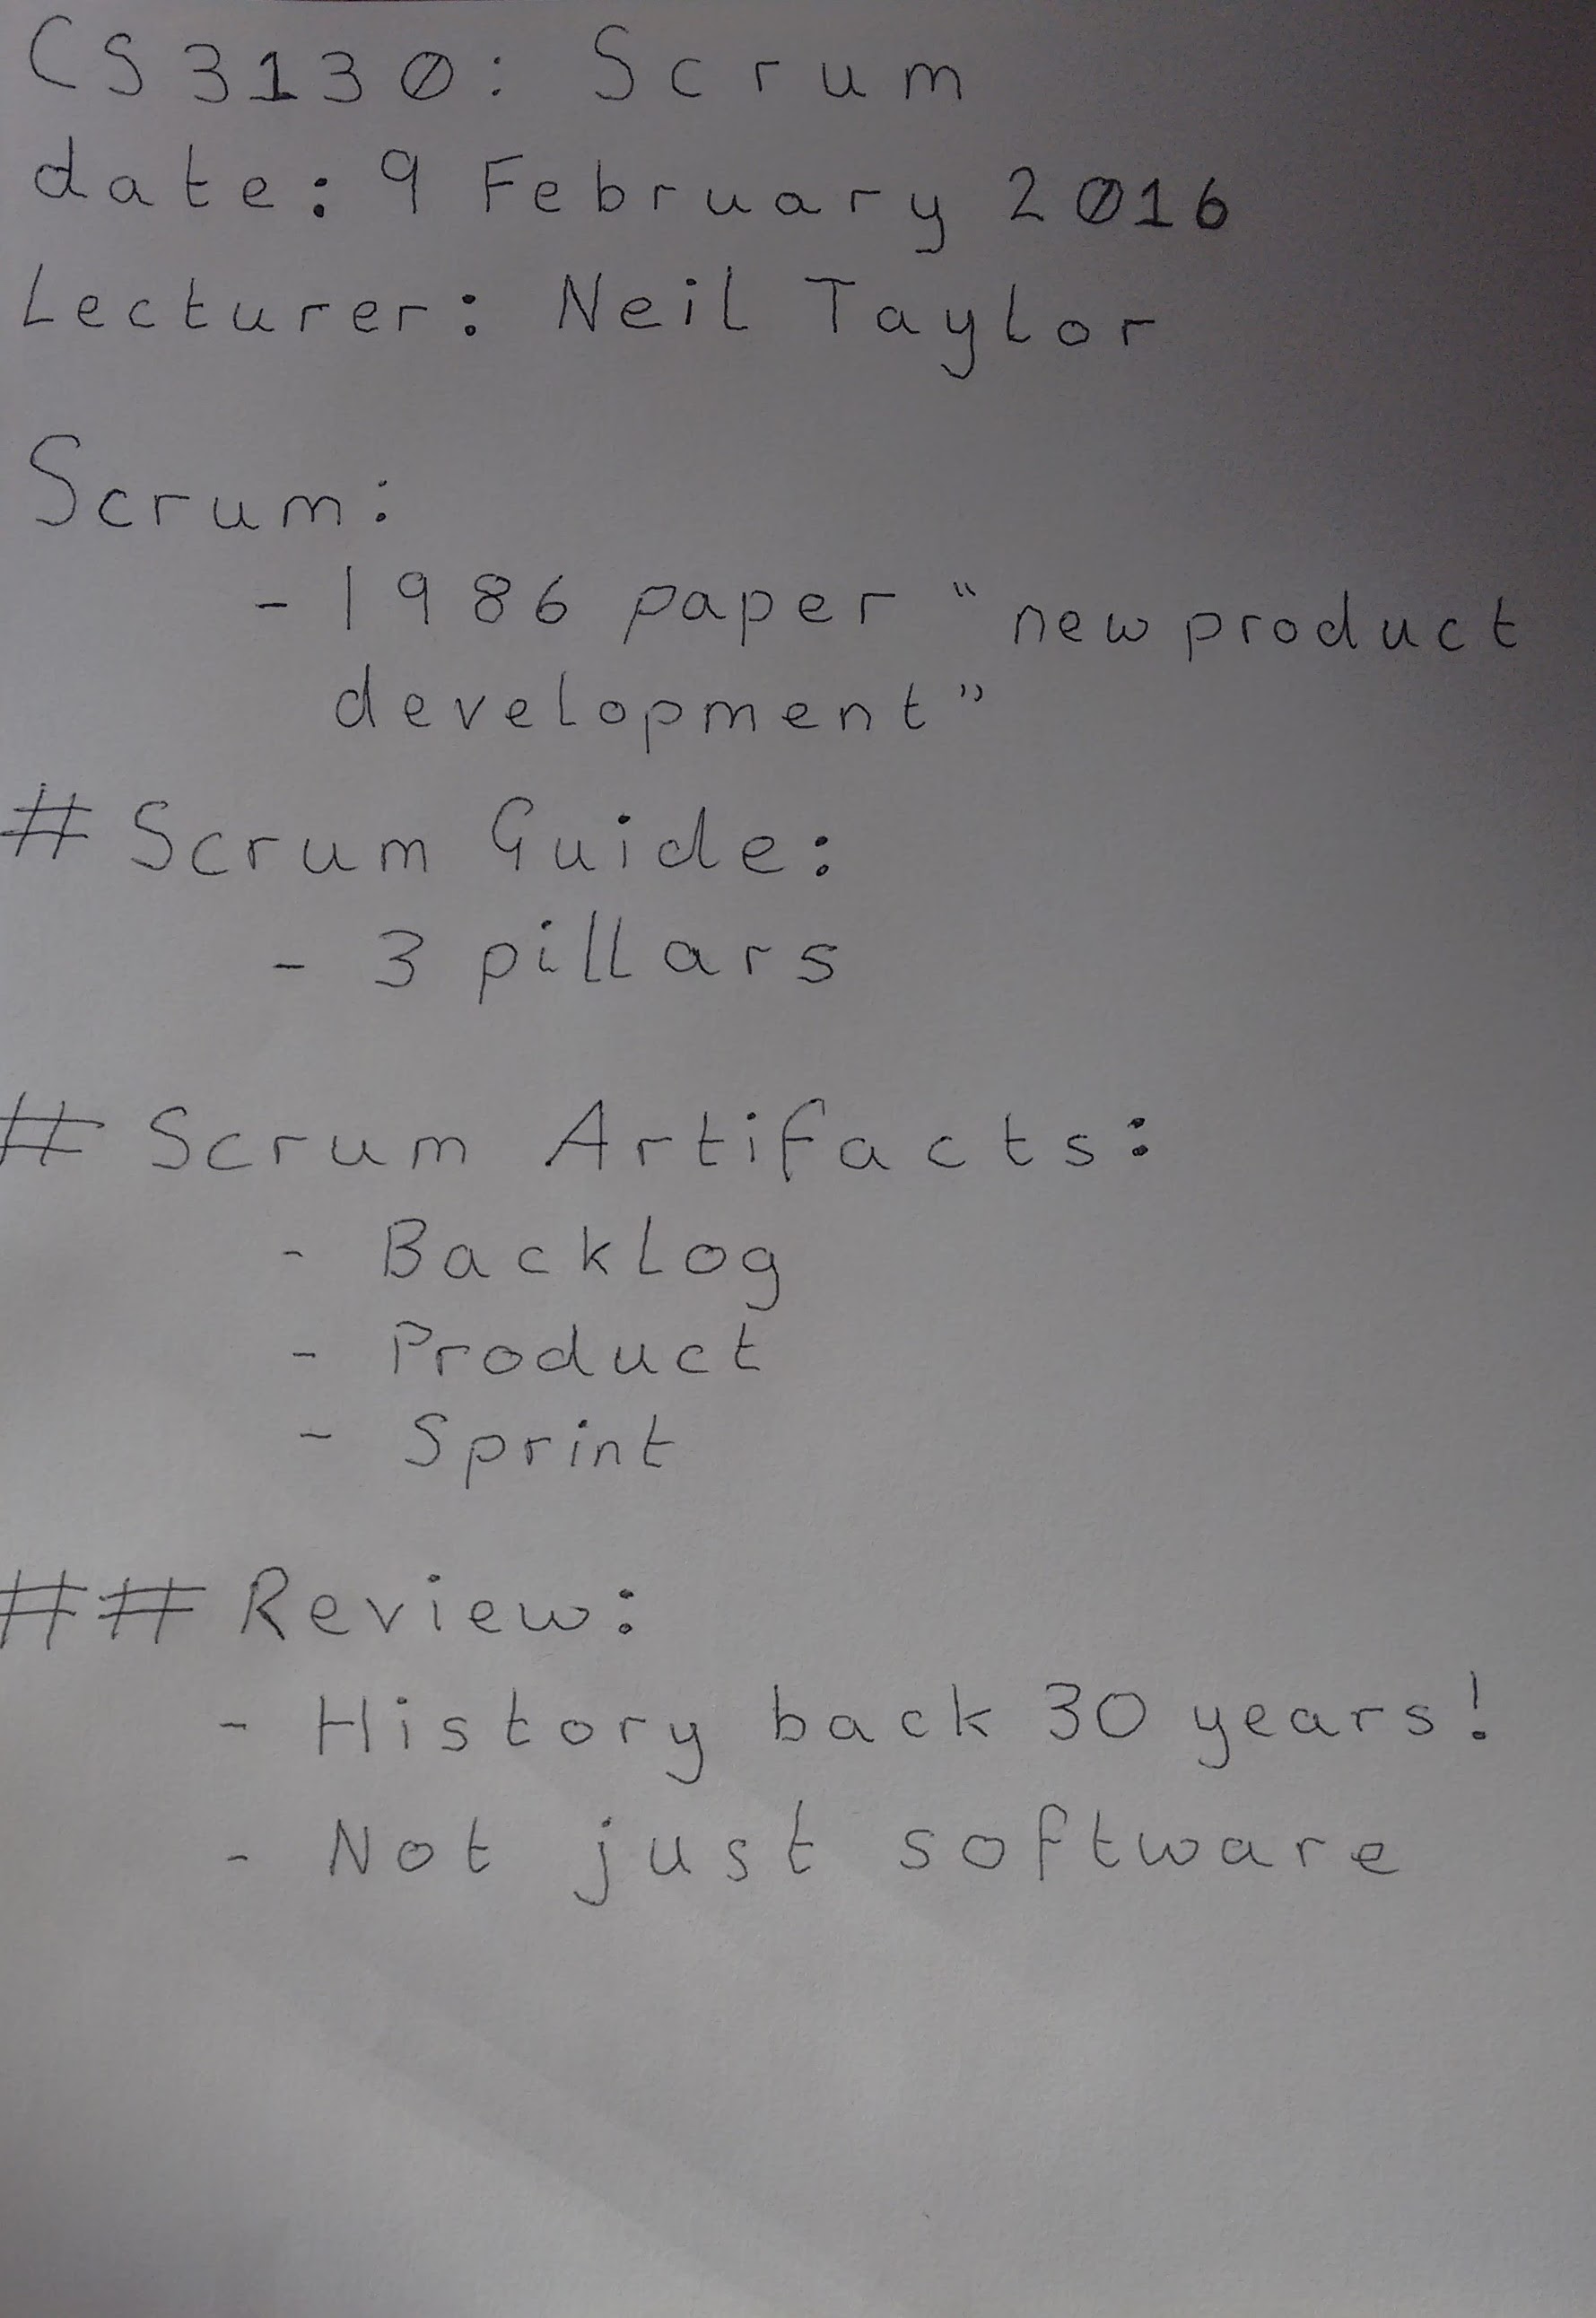 CS3130: Scrum
date: 9 February 2016
Lecturer: Neil Taylor
Scrum:
- 1986 paper “new product
development”
# Scrum Guide:
- 3 pillars
# Scrum Artifacts:
- Backlog
- Product
- Sprint
## Review:
- History back 30 years!
- Not just software